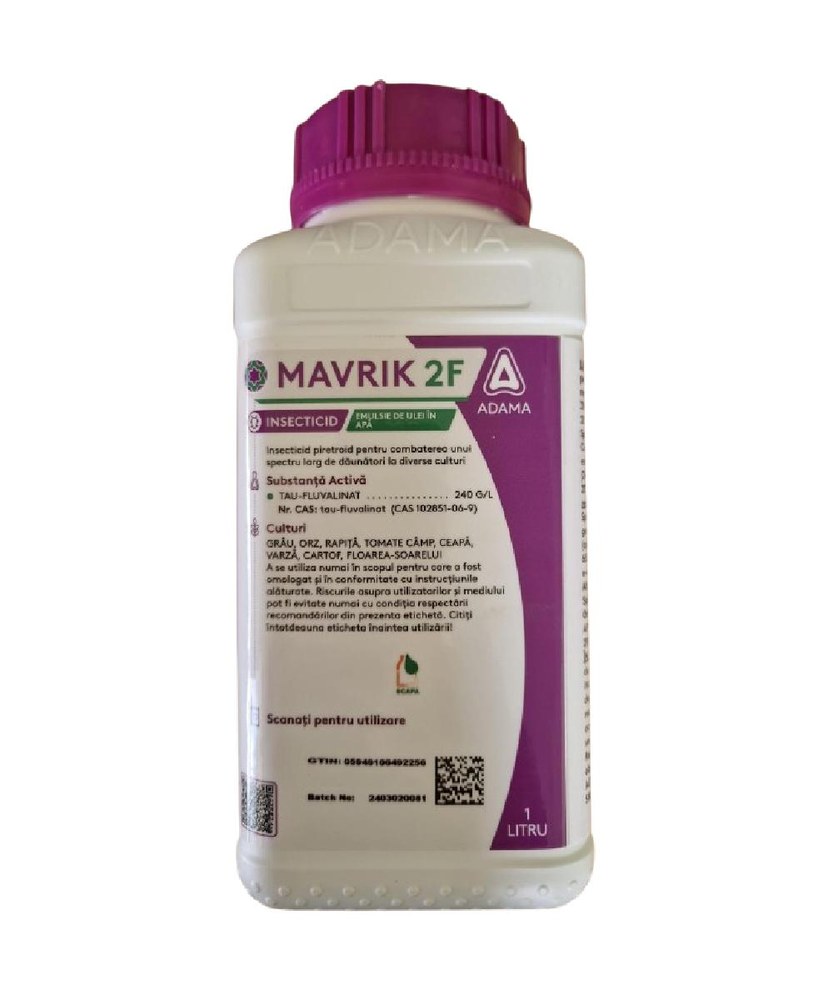 ADAMA
MAVRIK 2F
ADAMA
INSECTICID
EMULSIE DE ULEI ÎN
APĂ
Insecticid piretroid pentru combaterea unui
spectru larg de dăunători la diverse culturi
Substanță Activă
TAU-FLUVALINAT ................ 240 G/L
Nr. CAS: tau-fluvalinat (CAS 102851-06-9)
Culturi
GRÂU, ORZ, RAPIȚĂ, TOMATE CÂMP, CEAPĂ,
VARZĂ, CARTOF, FLOAREA-SOARELUI
A se utiliza numai în scopul pentru care a fost
omologat și în conformitate cu instrucțiunile
alăturate. Riscurile asupra utilizatorilor și mediului
pot fi evitate numai cu condiția respectării
recomandărilor din prezenta etichetă. Citiți
întotdeauna eticheta înaintea utilizării!
SCAPA
Scanați pentru utilizare
GTIN: 05948106492256
Batch No: 2403020081
1
LITRU